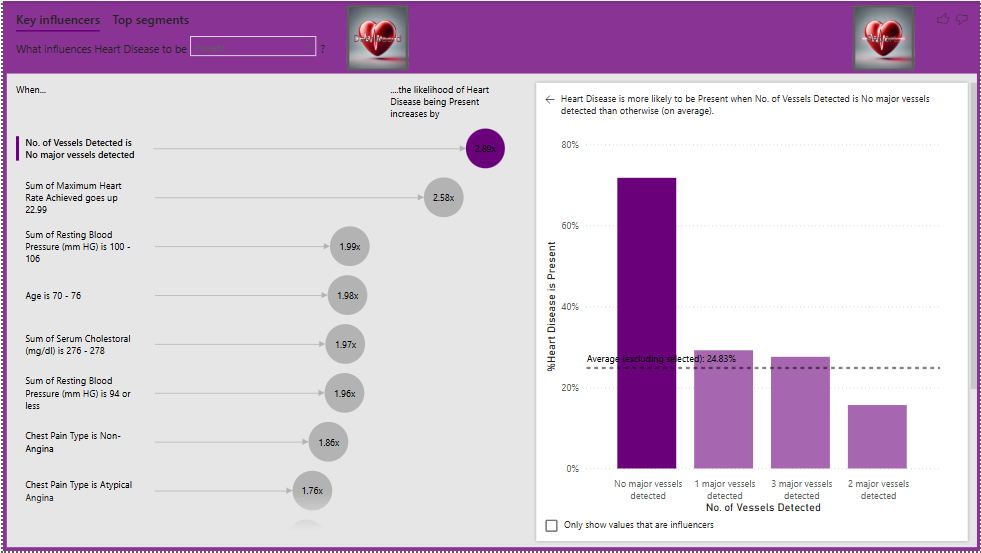 Key influencers
Top segments
What influences Heart Disease to be
?
When...
....the likelihood of Heart
Disease being Present
increases by
No. of Vessels Detected is
No major vessels detected
2.89x
Sum of Maximum Heart
Rate Achieved goes up
22.99
2.58x
Sum of Resting Blood
Pressure (mm HG) is 100 -
106
1.99x
Age is 70 - 76
1.98x
Sum of Serum Cholestoral
(mg/dl) is 276 - 278
1.97x
Sum of Resting Blood
Pressure (mm HG) is 94 or
less
1.96x
Chest Pain Type is Non-
Angina
1.86x
Chest Pain Type is Atypical
Angina
1.76x
Heart Disease is more likely to be Present when No. of Vessels Detected is No major vessels
detected than otherwise (on average).
%Heart Disease is Present
80%
60%
40%
20%
0%
Average (excluding selected): 24.83%
No major vessels
detected
1 major vessels
detected
3 major vessels
detected
2 major vessels
detected
No. of Vessels Detected
Only show values that are influencers